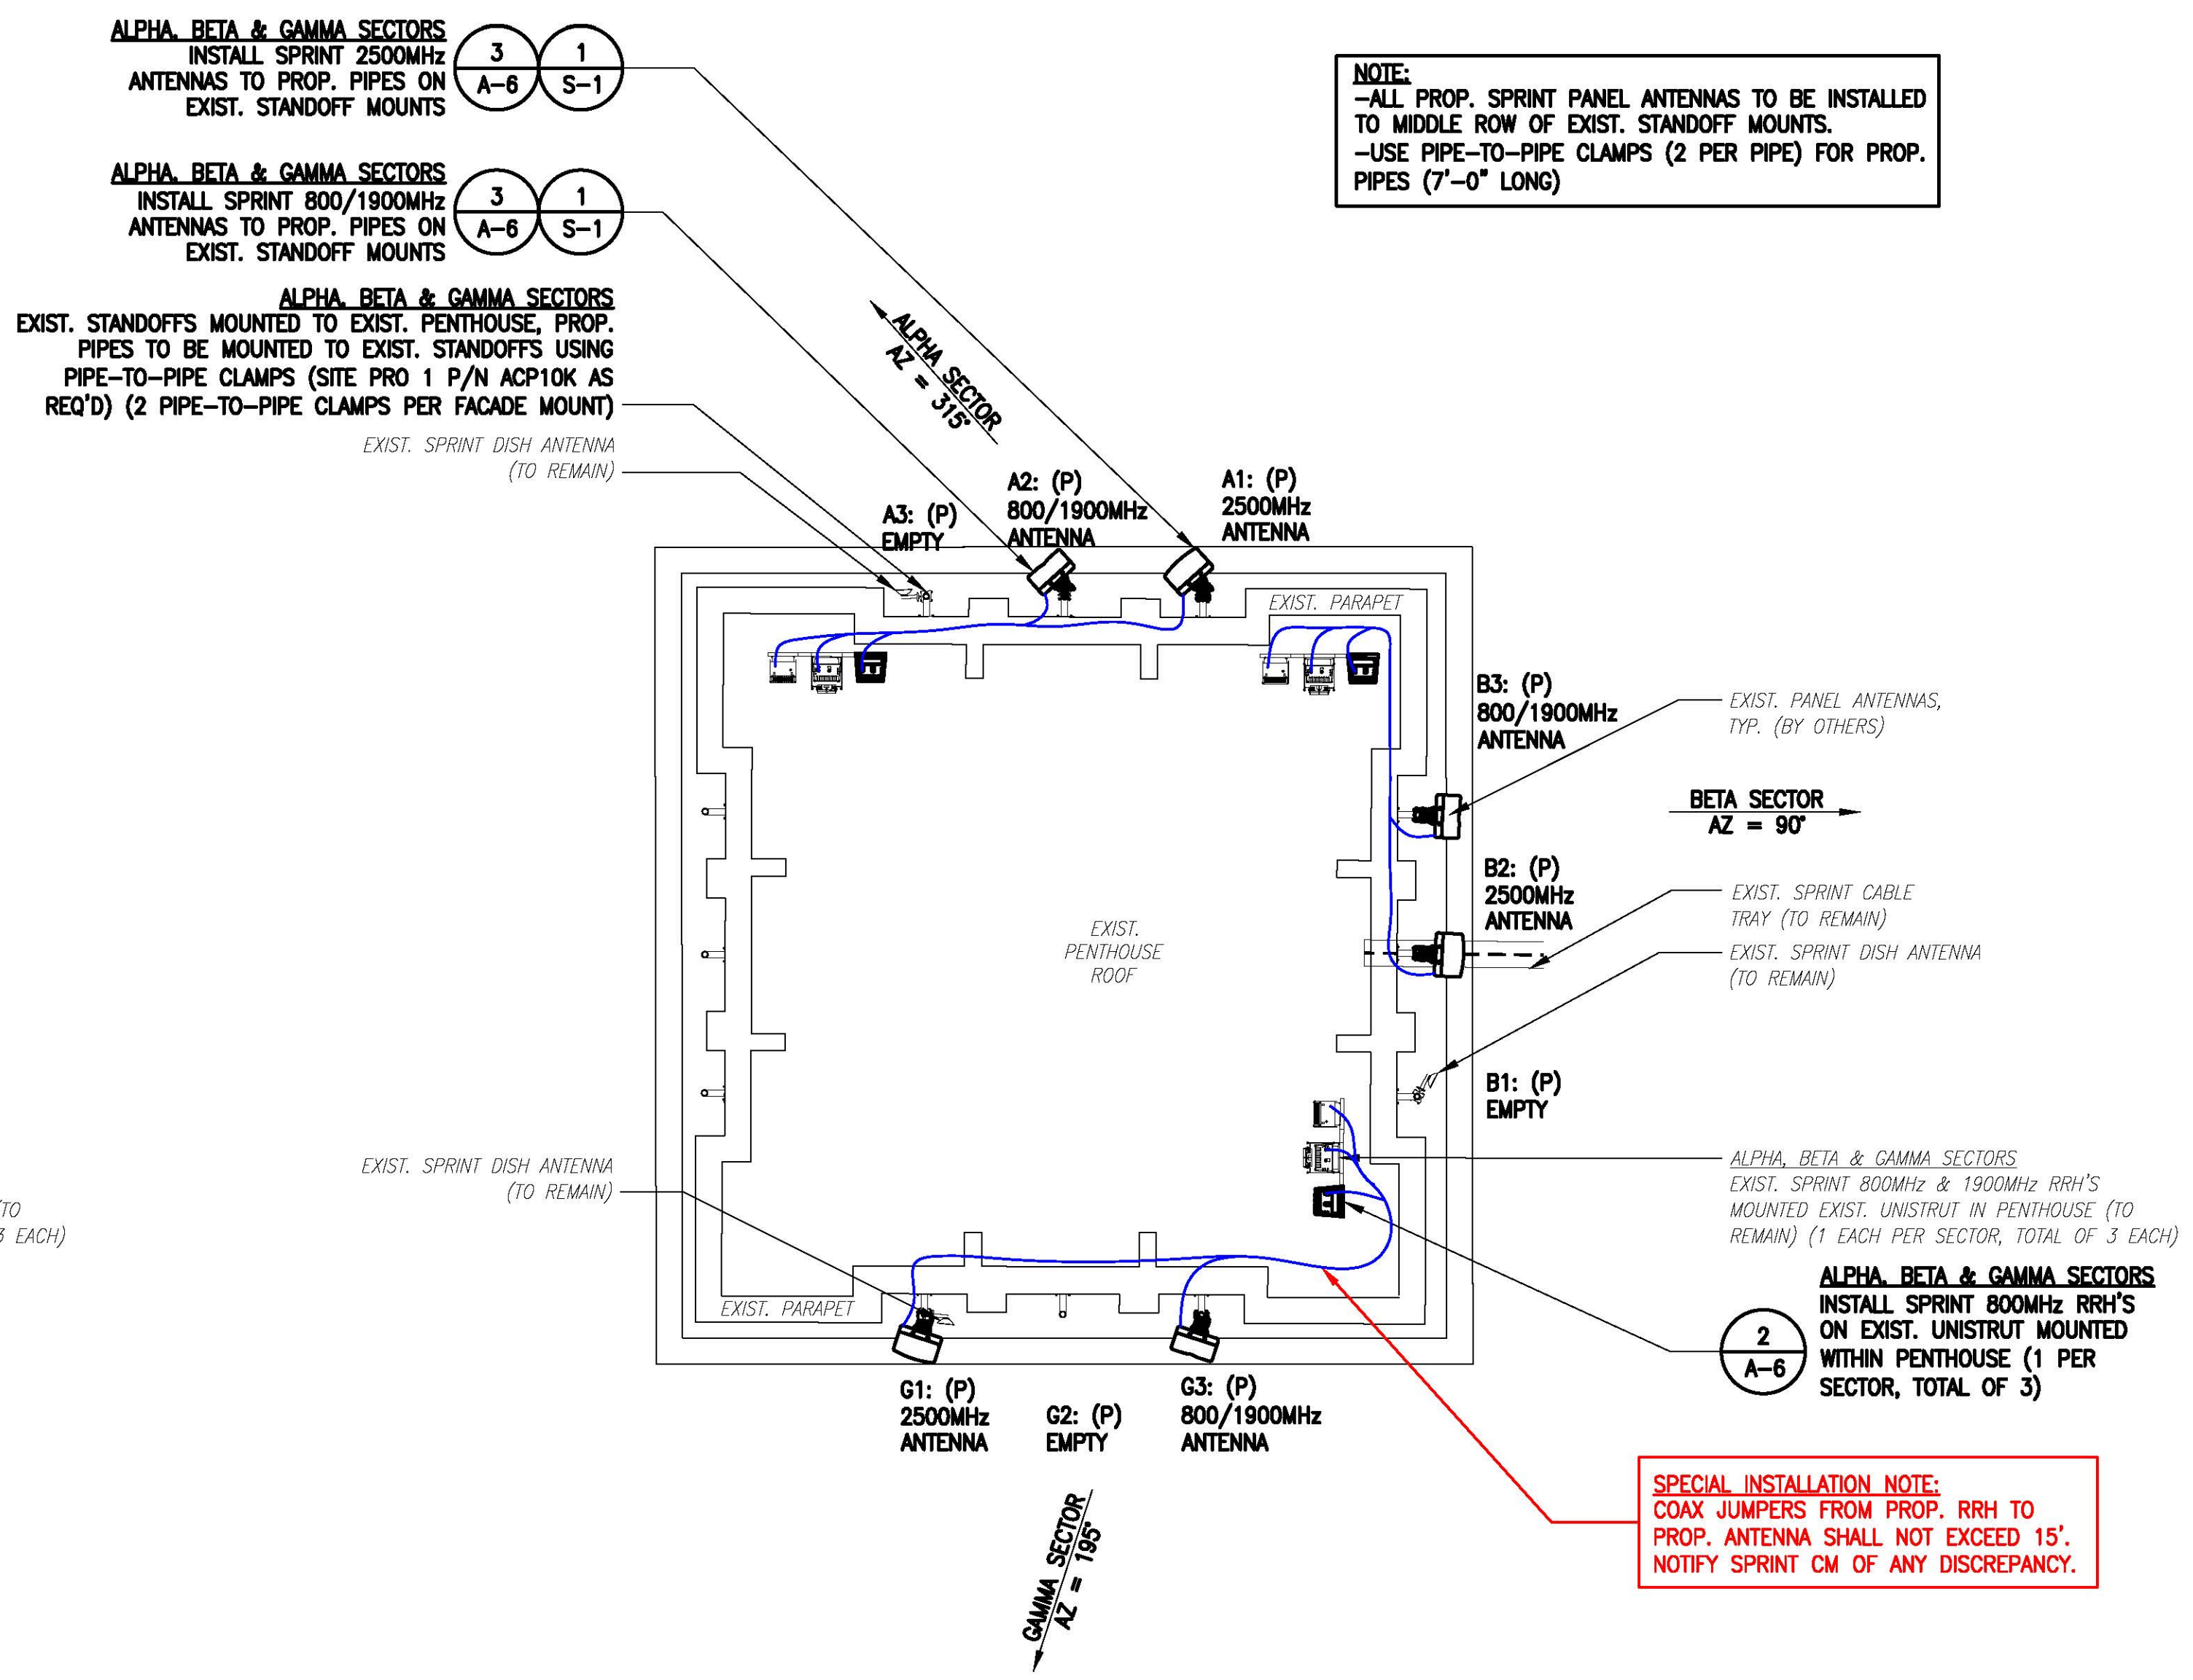 ALPHA, BETA & GAMMA SECTORS
INSTALL SPRINT 2500MHz
ANTENNAS TO PROP. PIPES ON
EXIST. STANDOFF MOUNTS
3
A-6
1
S-1
NOTE:
-ALL PROP. SPRINT PANEL ANTENNAS TO BE INSTALLED
TO MIDDLE ROW OF EXIST. STANDOFF MOUNTS.
-USE PIPE-TO-PIPE CLAMPS (2 PER PIPE) FOR PROP.
PIPES (7'-0" LONG)
ALPHA, BETA & GAMMA SECTORS
INSTALL SPRINT 800/1900MHz
ANTENNAS TO PROP. PIPES ON
EXIST. STANDOFF MOUNTS
3
A-6
1
S-1
ALPHA, BETA & GAMMA SECTORS
EXIST. STANDOFFS MOUNTED TO EXIST. PENTHOUSE, PROP.
PIPES TO BE MOUNTED TO EXIST. STANDOFFS USING
PIPE-TO-PIPE CLAMPS (SITE PRO 1 P/N ACP10K AS
REQ'D) (2 PIPE-TO-PIPE CLAMPS PER FACADE MOUNT)
EXIST. SPRINT DISH ANTENNA
(TO REMAIN)
ALPHA SECTOR
AZ = 315°
A3: (P)
EMPTY
A2: (P)
800/1900MHz
ANTENNA
A1: (P)
2500MHz
ANTENNA
EXIST. PARAPET
B3: (P)
800/1900MHz
ANTENNA
EXIST. PANEL ANTENNAS,
TYP. (BY OTHERS)
BETA SECTOR
AZ = 90°
B2: (P)
2500MHz
ANTENNA
EXIST. SPRINT CABLE
TRAY (TO REMAIN)
EXIST. SPRINT DISH ANTENNA
(TO REMAIN)
EXIST.
PENTHOUSE
ROOF
B1: (P)
EMPTY
EXIST. SPRINT DISH ANTENNA
(TO REMAIN)
ALPHA, BETA & GAMMA SECTORS
EXIST. SPRINT 800MHz & 1900MHz RRH'S
MOUNTED EXIST. UNISTRUT IN PENTHOUSE (TO
REMAIN) (1 EACH PER SECTOR, TOTAL OF 3 EACH)
(TO
3 EACH)
2
A-6
ALPHA, BETA & GAMMA SECTORS
INSTALL SPRINT 800MHz RRH'S
ON EXIST. UNISTRUT MOUNTED
WITHIN PENTHOUSE (1 PER
SECTOR, TOTAL OF 3)
EXIST. PARAPET
G1: (P)
2500MHz
ANTENNA
G2: (P)
EMPTY
G3: (P)
800/1900MHz
ANTENNA
GAMMA SECTOR
AZ = 195°
SPECIAL INSTALLATION NOTE:
COAX JUMPERS FROM PROP. RRH TO
PROP. ANTENNA SHALL NOT EXCEED 15'.
NOTIFY SPRINT CM OF ANY DISCREPANCY.